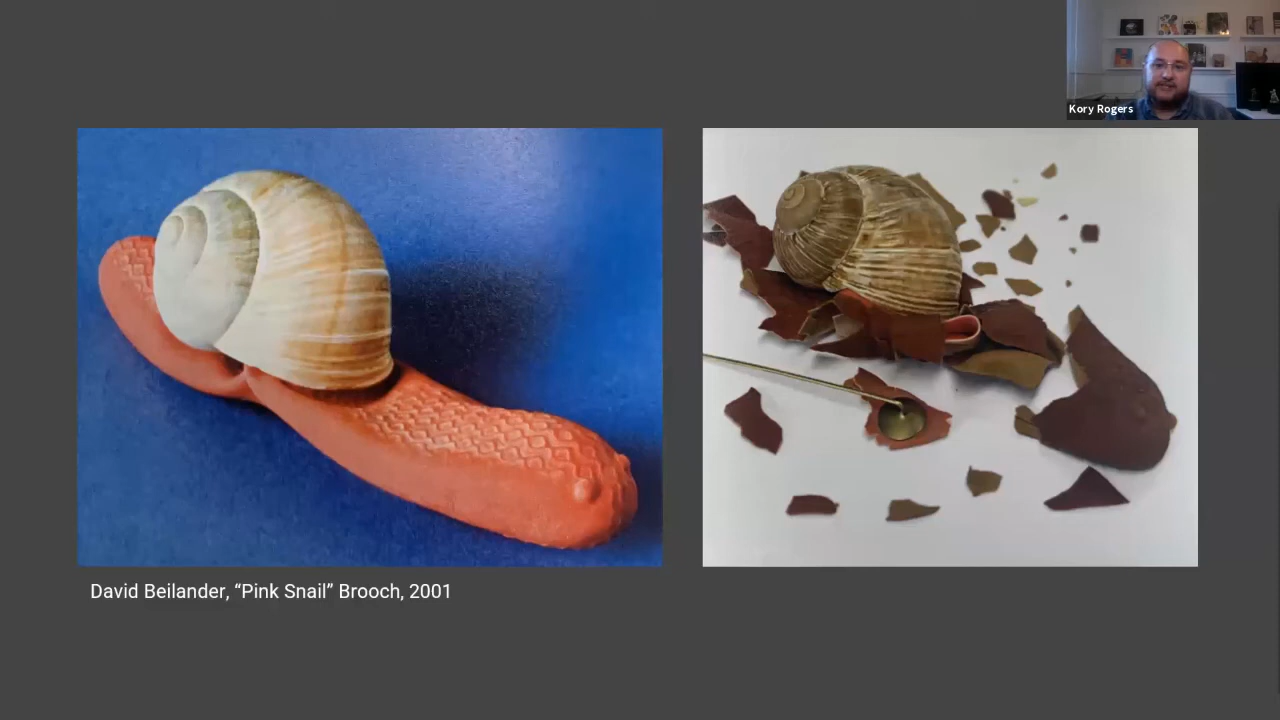 Kory Rogers
David Beilander, “Pink Snail” Brooch, 2001